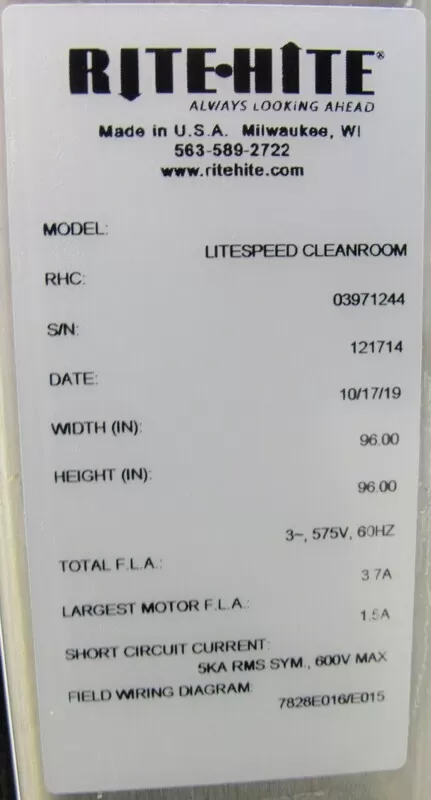 RITE•HITE®
ALWAYS LOOKING AHEAD
Made in U.S.A. Milwaukee, WI
563-589-2722
www.ritehite.com
MODEL:
LITESPEED CLEANROOM
RHC:
03971244
S/N:
121714
DATE:
10/17/19
WIDTH (IN):
96.00
HEIGHT (IN):
96.00
3~, 575V, 60HZ
TOTAL F.L.A.:
3.7A
LARGEST MOTOR F.L.A.:
1.5A
SHORT CIRCUIT CURRENT:
5KA RMS SYM., 600V MAX
FIELD WIRING DIAGRAM:
7828E016/E015